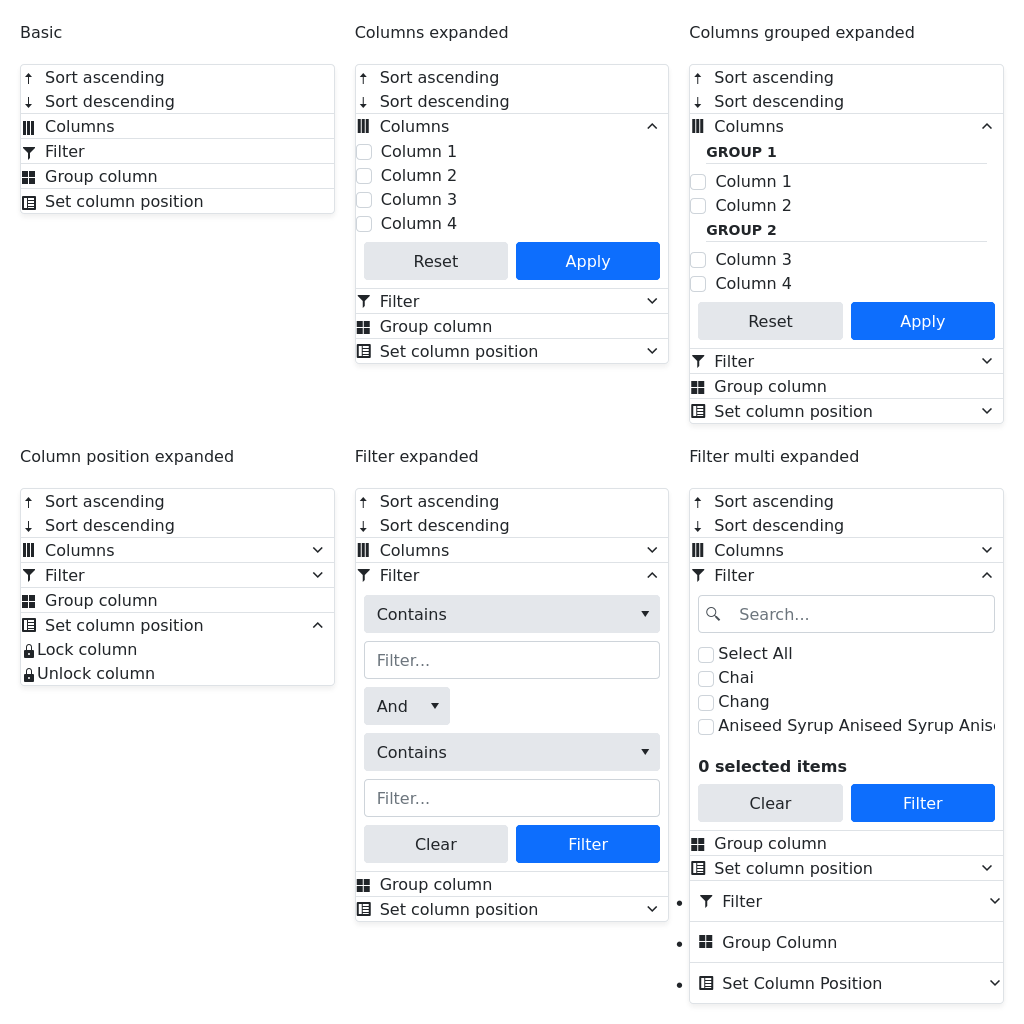 Basic
Sort ascending
Sort descending
Columns
Filter
Group column
Set column position
Columns expanded
Sort ascending
Sort descending
Columns
Column 1
Column 2
Column 3
Column 4
Reset Apply
Filter
Group column
Set column position
Columns grouped expanded
Sort ascending
Sort descending
Columns
GROUP 1
Column 1
Column 2
GROUP 2
Column 3
Column 4
Reset Apply
Filter
Group column
Set column position
Column position expanded
Sort ascending
Sort descending
Columns
Filter
Group column
Set column position
Lock column
Unlock column
Filter expanded
Sort ascending
Sort descending
Columns
Filter
Contains
Filter...
And
Contains
Filter...
Clear Filter
Group column
Set column position
Filter multi expanded
Sort ascending
Sort descending
Columns
Filter
Search...
Select All
Chai
Chang
Aniseed Syrup Aniseed Syrup
0 selected items
Clear Filter
Group column
Set column position
Filter
Group Column
Set Column Position